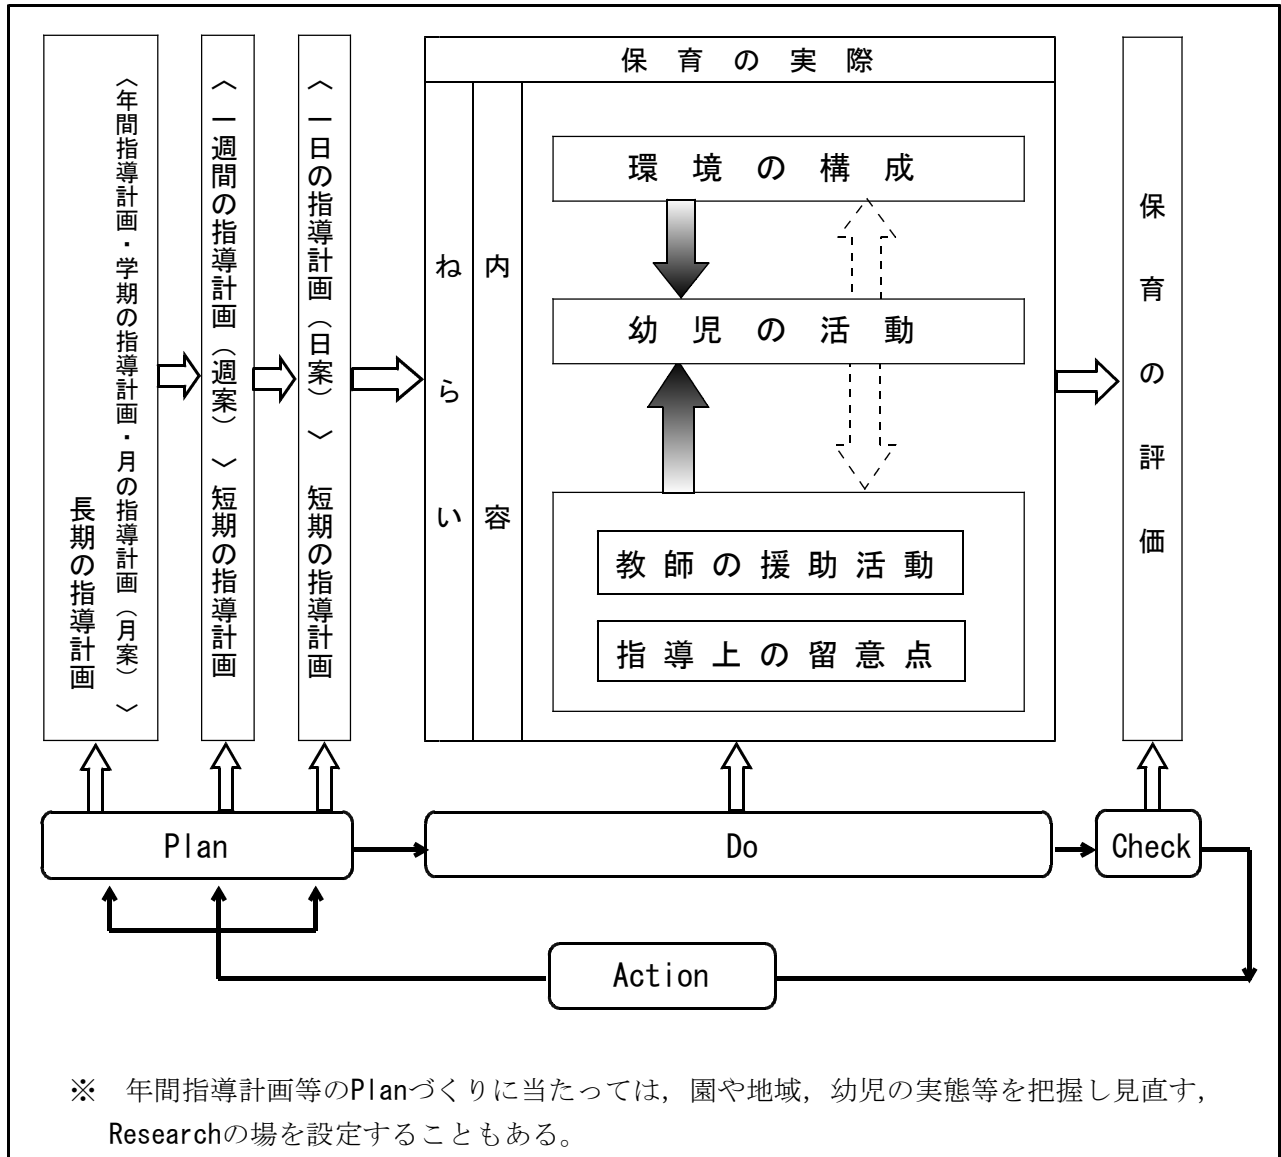 長期の指導計画
〈年間指導計画・学期の指導計画・月の指導計画（月案）〉
〈一週間の指導計画（週案）〉短期の指導計画
〈一日の指導計画（日案）〉 短期の指導計画
保育の実際
ねらい
内容
環境の構成
幼児の活動
教師の援助活動
指導上の留意点
保育の評価
Plan
Do
Check
Action
※　年間指導計画等のPlanづくりに当たっては，園や地域，幼児の実態等を把握し見直す，
Researchの場を設定することもある。